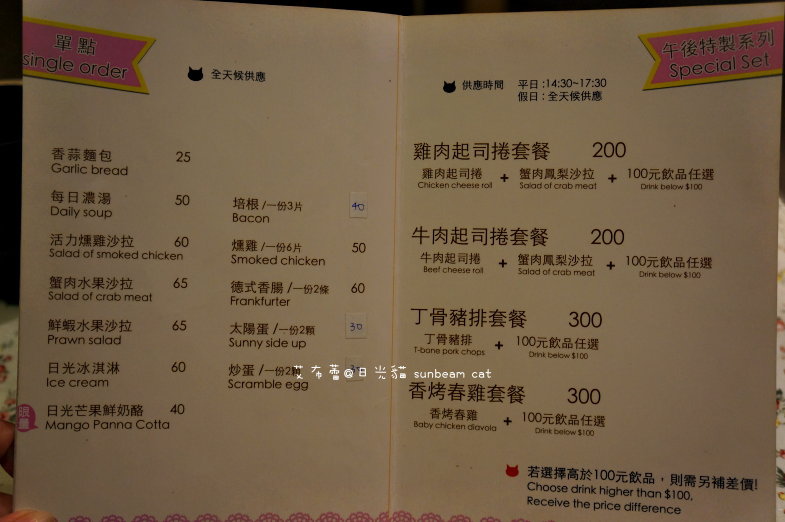 單點
single order
全天候供應
香蒜麵包 25
Garlic bread
每日濃湯 50
Daily soup
活力燻雞沙拉 60
Salad of smoked chicken
蟹肉水果沙拉 65
Salad of crab meat
鮮蝦水果沙拉 65
Prawn salad
日光冰淇淋 60
Ice cream
限量
日光芒果鮮奶酪 40
Mango Panna Cotta
培根/一份3片 40
Bacon
燻雞/一份6片 50
Smoked chicken
德式香腸/一份2條 60
Frankfurter
太陽蛋/一份2顆 30
Sunny side up
炒蛋/一份2顆
Scramble egg
艾布蕾@日光貓 sunbeam cat
午後特製系列
Special Set
供應時間 平日:14:30~17:30
假日:全天候供應
雞肉起司捲套餐 200
雞肉起司捲 + 蟹肉鳳梨沙拉 + 100元飲品任選
Chicken cheese roll Salad of crab meat Drink below $100
牛肉起司捲套餐 200
牛肉起司捲 + 蟹肉鳳梨沙拉 + 100元飲品任選
Beef cheese roll Salad of crab meat Drink below $100
丁骨豬排套餐 300
丁骨豬排 + 100元飲品任選
T-bone pork chops Drink below $100
香烤春雞套餐 300
香烤春雞 + 100元飲品任選
Baby chicken diavola Drink below $100
若選擇高於100元飲品，則需另補差價!
Choose drink higher than $100.
Receive the price difference